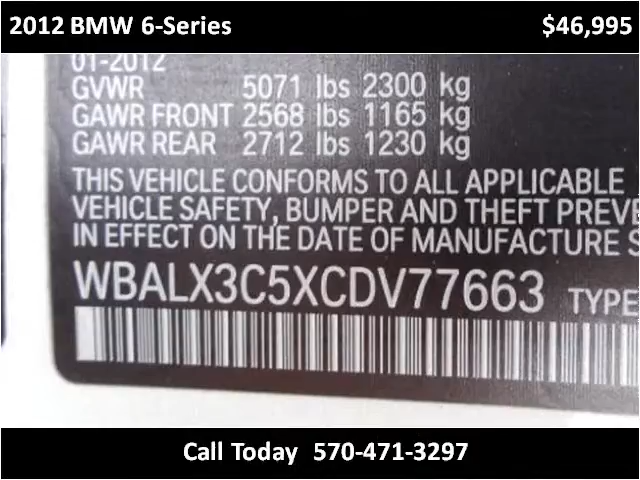 2012 BMW 6-Series $46,995
01-2012
GVWR 5071 lbs 2300 kg
GAWR FRONT 2568 lbs 1165 kg
GAWR REAR 2712 lbs 1230 kg
THIS VEHICLE CONFORMS TO ALL APPLICABLE
VEHICLE SAFETY, BUMPER AND THEFT PREVE
IN EFFECT ON THE DATE OF MANUFACTURE S
WBALX3C5XCDV77663 TYPE
Call Today 570-471-3297